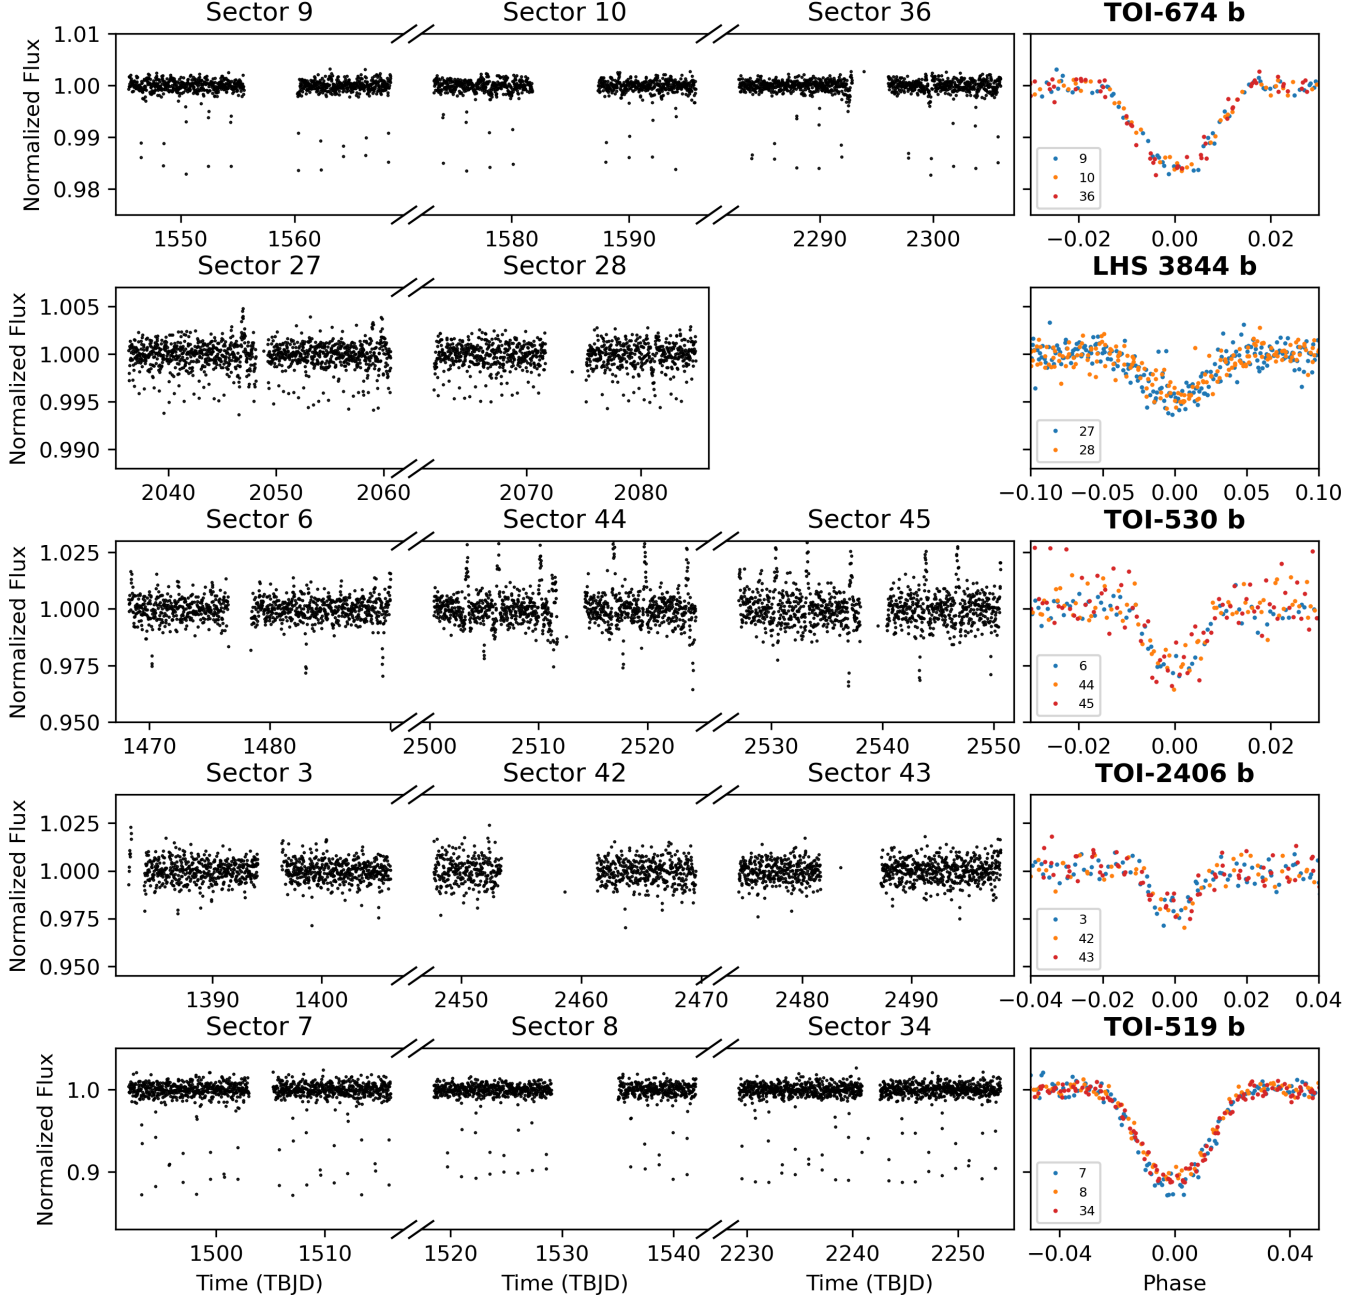 Sector 9 Sector 10 Sector 36 TOI-674 b
Normalized Flux
1.01
1.00
0.99
0.98
9
10
36
1550 1560 1580 1590 2290 2300 −0.02 0.00 0.02
Sector 27 Sector 28 LHS 3844 b
Normalized Flux
1.005
1.000
0.995
0.990
27
28
2040 2050 2060 2070 2080 −0.10 −0.05 0.00 0.05 0.10
Sector 6 Sector 44 Sector 45 TOI-530 b
Normalized Flux
1.025
1.000
0.975
0.950
6
44
45
1470 1480 2500 2510 2520 2530 2540 2550 −0.02 0.00 0.02
Sector 3 Sector 42 Sector 43 TOI-2406 b
Normalized Flux
1.025
1.000
0.975
0.950
3
42
43
1390 1400 2450 2460 2470 2480 2490 −0.04 −0.02 0.00 0.02 0.04
Sector 7 Sector 8 Sector 34 TOI-519 b
Normalized Flux
1.0
0.9
7
8
34
1500 1510 1520 1530 1540 2230 2240 2250 −0.04 0.00 0.04
Time (TBJD) Time (TBJD) Time (TBJD) Phase